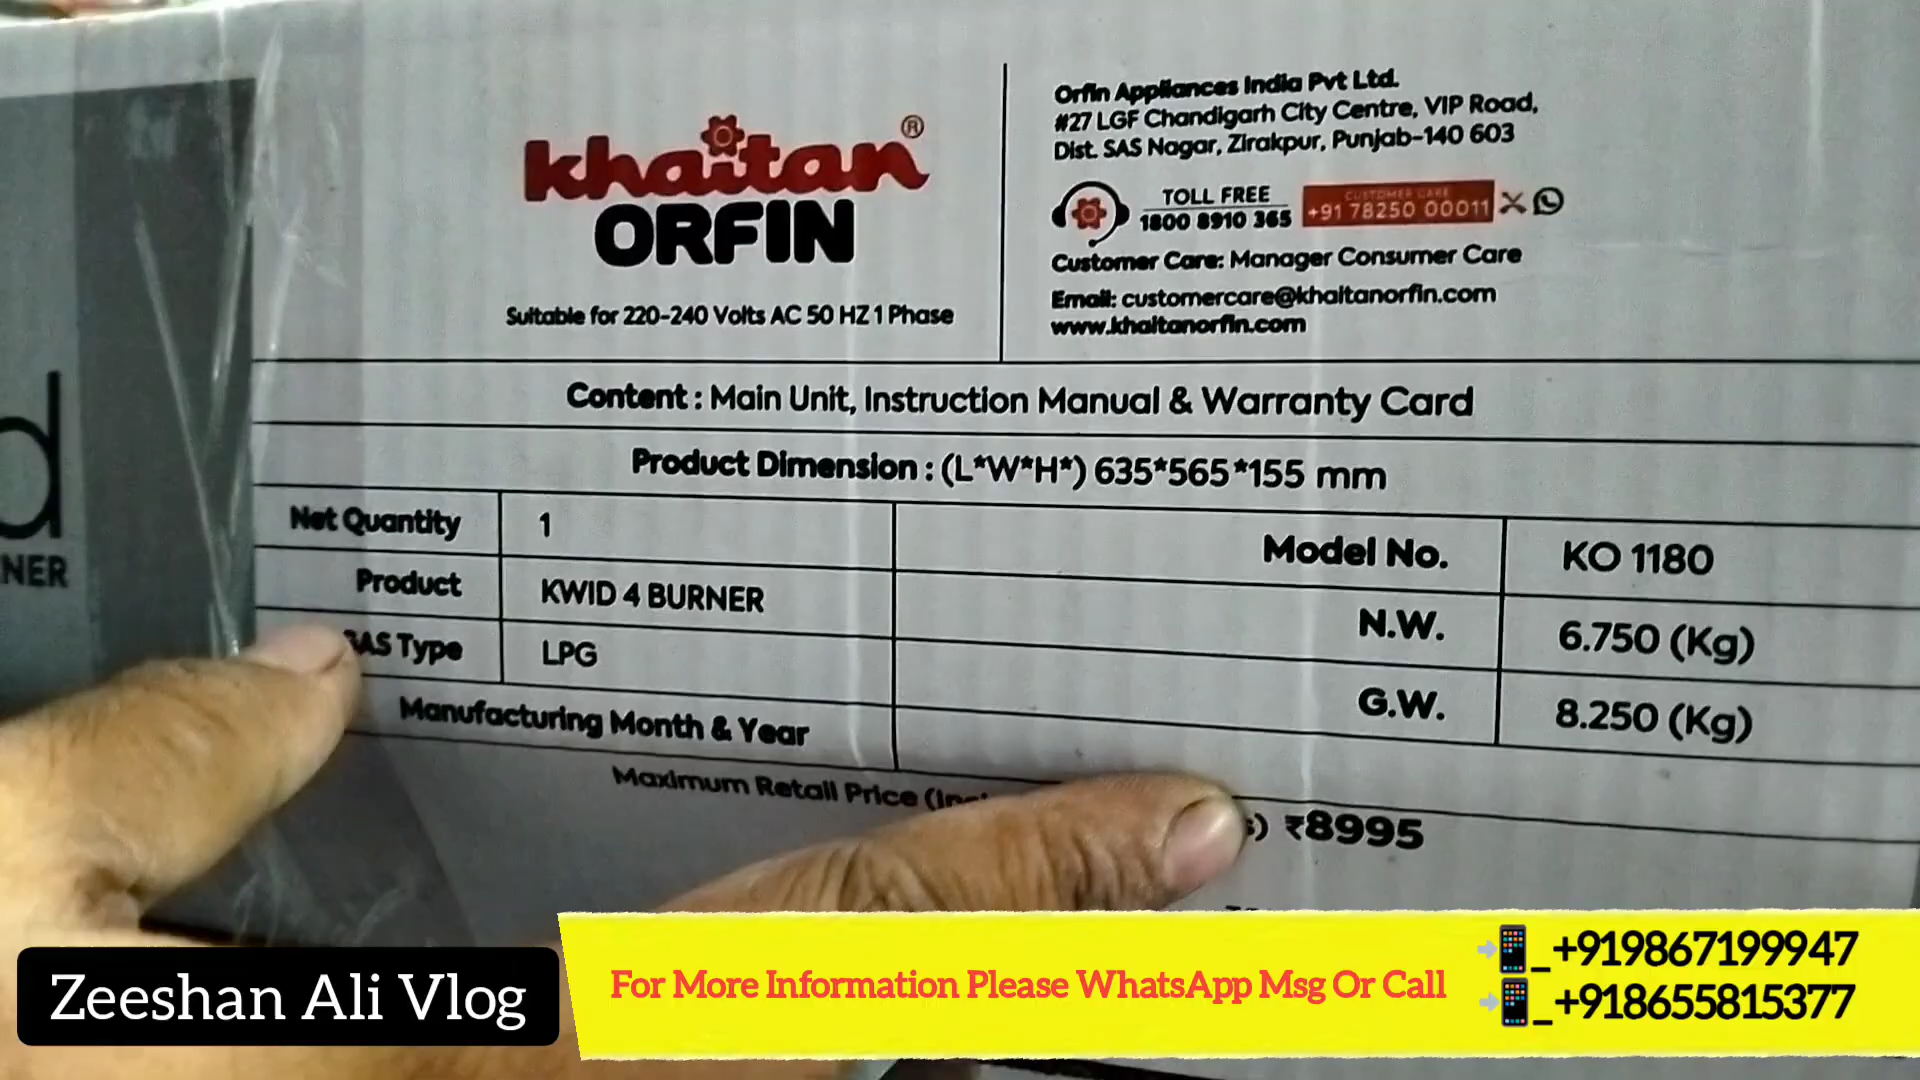 khaitan®
ORFIN
Suitable for 220-240 Volts AC 50 HZ 1 Phase
Orfin Appliances India Pvt Ltd.
#27 LGF Chandigarh City Centre, VIP Road,
Dist. SAS Nagar, Zirakpur, Punjab-140 603
TOLL FREE
1800 8910 365
CUSTOMER CARE
+91 78250 00011
Customer Care: Manager Consumer Care
Email: customercare@khaitanorfin.com
www.khaitanorfin.com
Content : Main Unit, Instruction Manual & Warranty Card
Product Dimension : (L*W*H*) 635*565*155 mm
Net Quantity 1
Model No. KO 1180
Product KWID 4 BURNER
N.W. 6.750 (Kg)
GAS Type LPG
G.W. 8.250 (Kg)
Manufacturing Month & Year
Maximum Retail Price ₹8995
d
NER
Zeeshan Ali Vlog
For More Information Please WhatsApp Msg Or Call
_+919867199947
_+918655815377